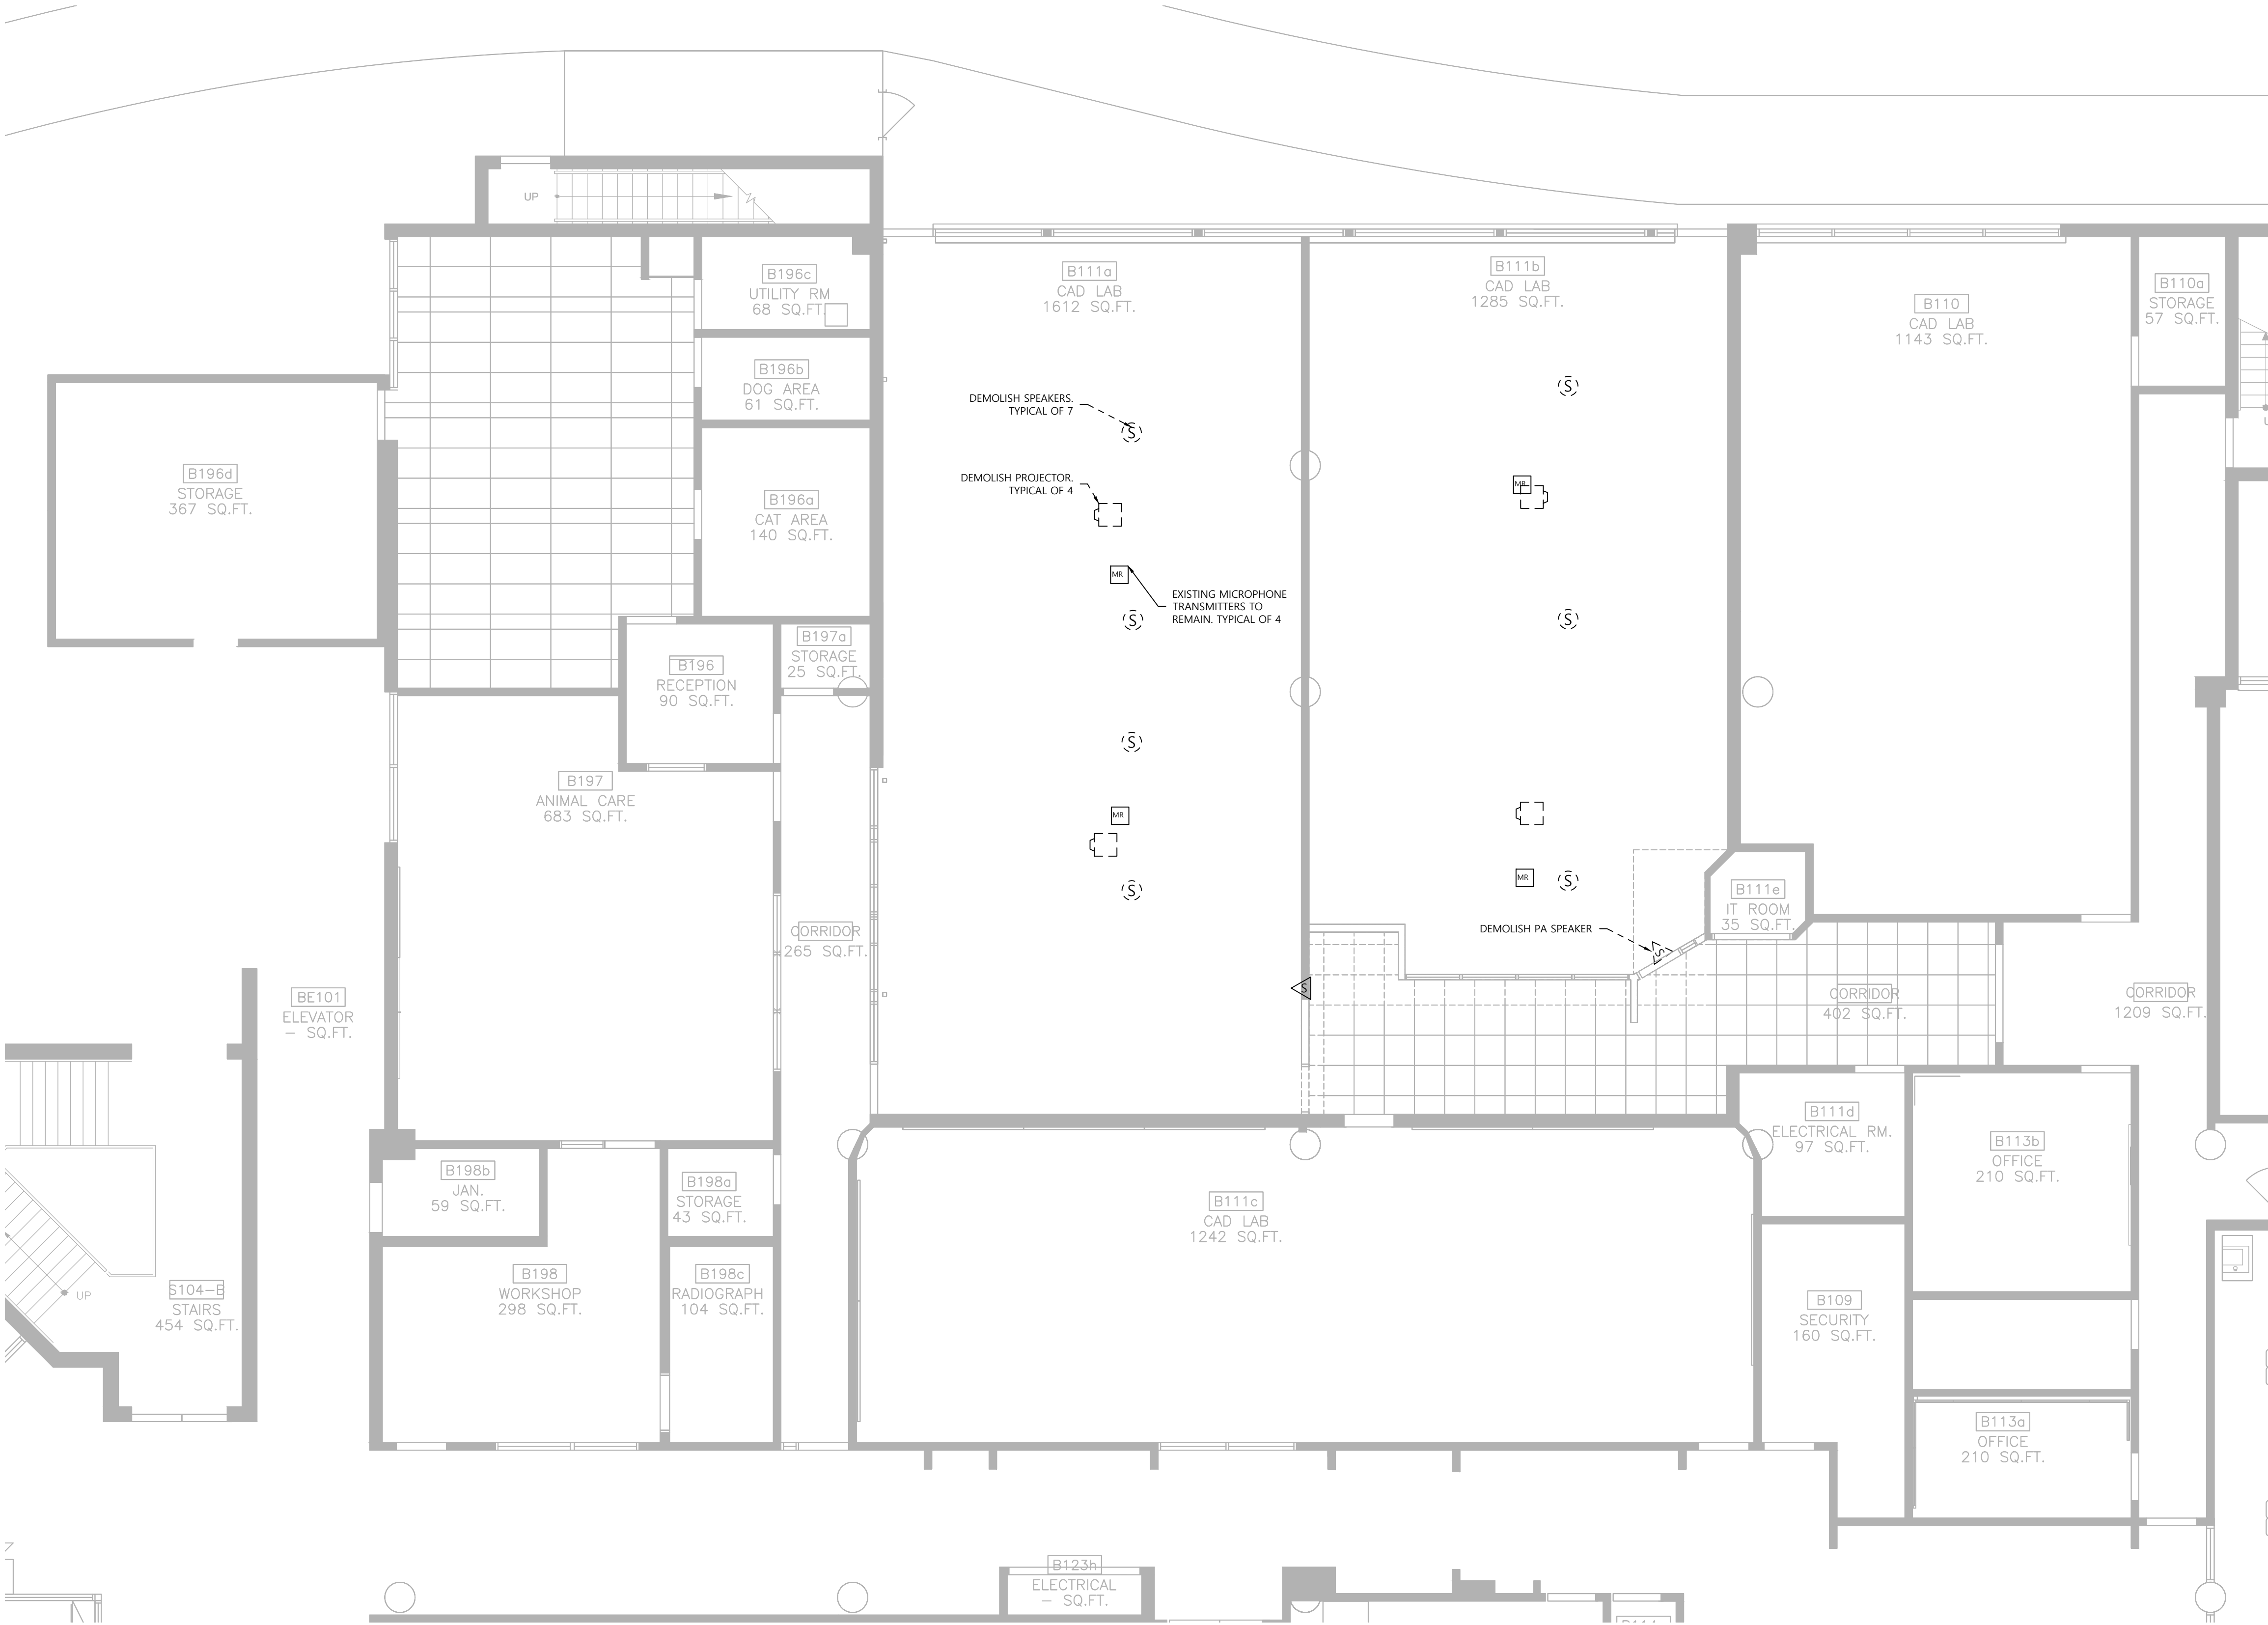 UP
B196c
UTILITY RM
68 SQ.FT.
B111a
CAD LAB
1612 SQ.FT.
B111b
CAD LAB
1285 SQ.FT.
B110
CAD LAB
1143 SQ.FT.
B110a
STORAGE
57 SQ.FT.
B196b
DOG AREA
61 SQ.FT.
DEMOLISH SPEAKERS.
TYPICAL OF 7
S
S
B196d
STORAGE
367 SQ.FT.
B196a
CAT AREA
140 SQ.FT.
DEMOLISH PROJECTOR.
TYPICAL OF 4
MR
MR
EXISTING MICROPHONE
TRANSMITTERS TO
REMAIN. TYPICAL OF 4
S
S
B197a
STORAGE
25 SQ.FT.
B196
RECEPTION
90 SQ.FT.
S
B197
ANIMAL CARE
683 SQ.FT.
MR
MR
S
S
B111e
IT ROOM
35 SQ.FT.
CORRIDOR
265 SQ.FT.
DEMOLISH PA SPEAKER
S
S
BE101
ELEVATOR
- SQ.FT.
CORRIDOR
402 SQ.FT.
CORRIDOR
1209 SQ.FT.
B111d
ELECTRICAL RM.
97 SQ.FT.
B113b
OFFICE
210 SQ.FT.
B198b
JAN.
59 SQ.FT.
B198a
STORAGE
43 SQ.FT.
B111c
CAD LAB
1242 SQ.FT.
S104-B
STAIRS
454 SQ.FT.
UP
B198
WORKSHOP
298 SQ.FT.
B198c
RADIOGRAPH
104 SQ.FT.
B109
SECURITY
160 SQ.FT.
B113a
OFFICE
210 SQ.FT.
B123h
ELECTRICAL
- SQ.FT.